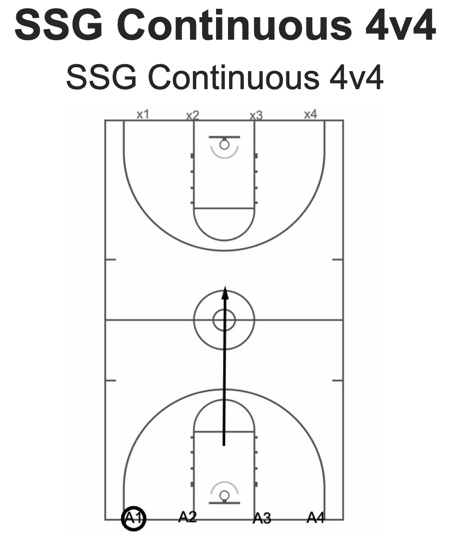 SSG Continuous 4v4
SSG Continuous 4v4
x1 x2 x3 x4
A1 A2 A3 A4